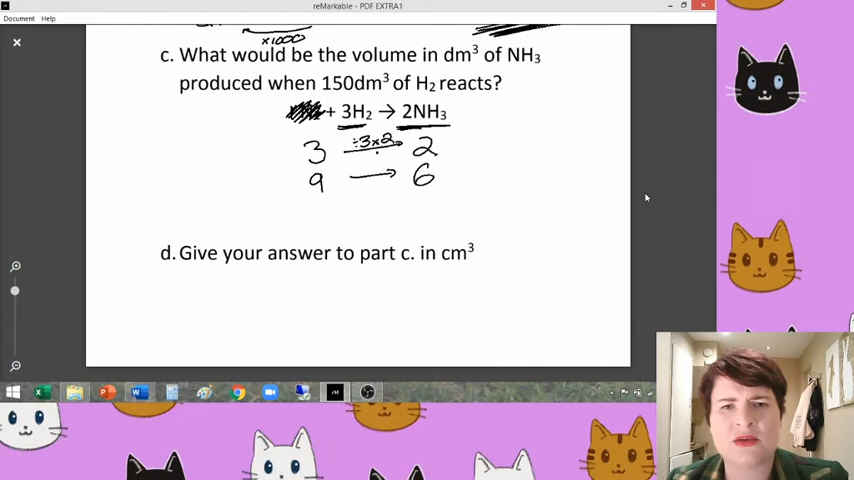 reMarkable - PDF EXTRA1
Document Help
×1000
c. What would be the volume in dm³ of NH₃
produced when 150dm³ of H₂ reacts?
+ 3H₂ → 2NH₃
÷3×2
3 → 2
9 → 6
d. Give your answer to part c. in cm³